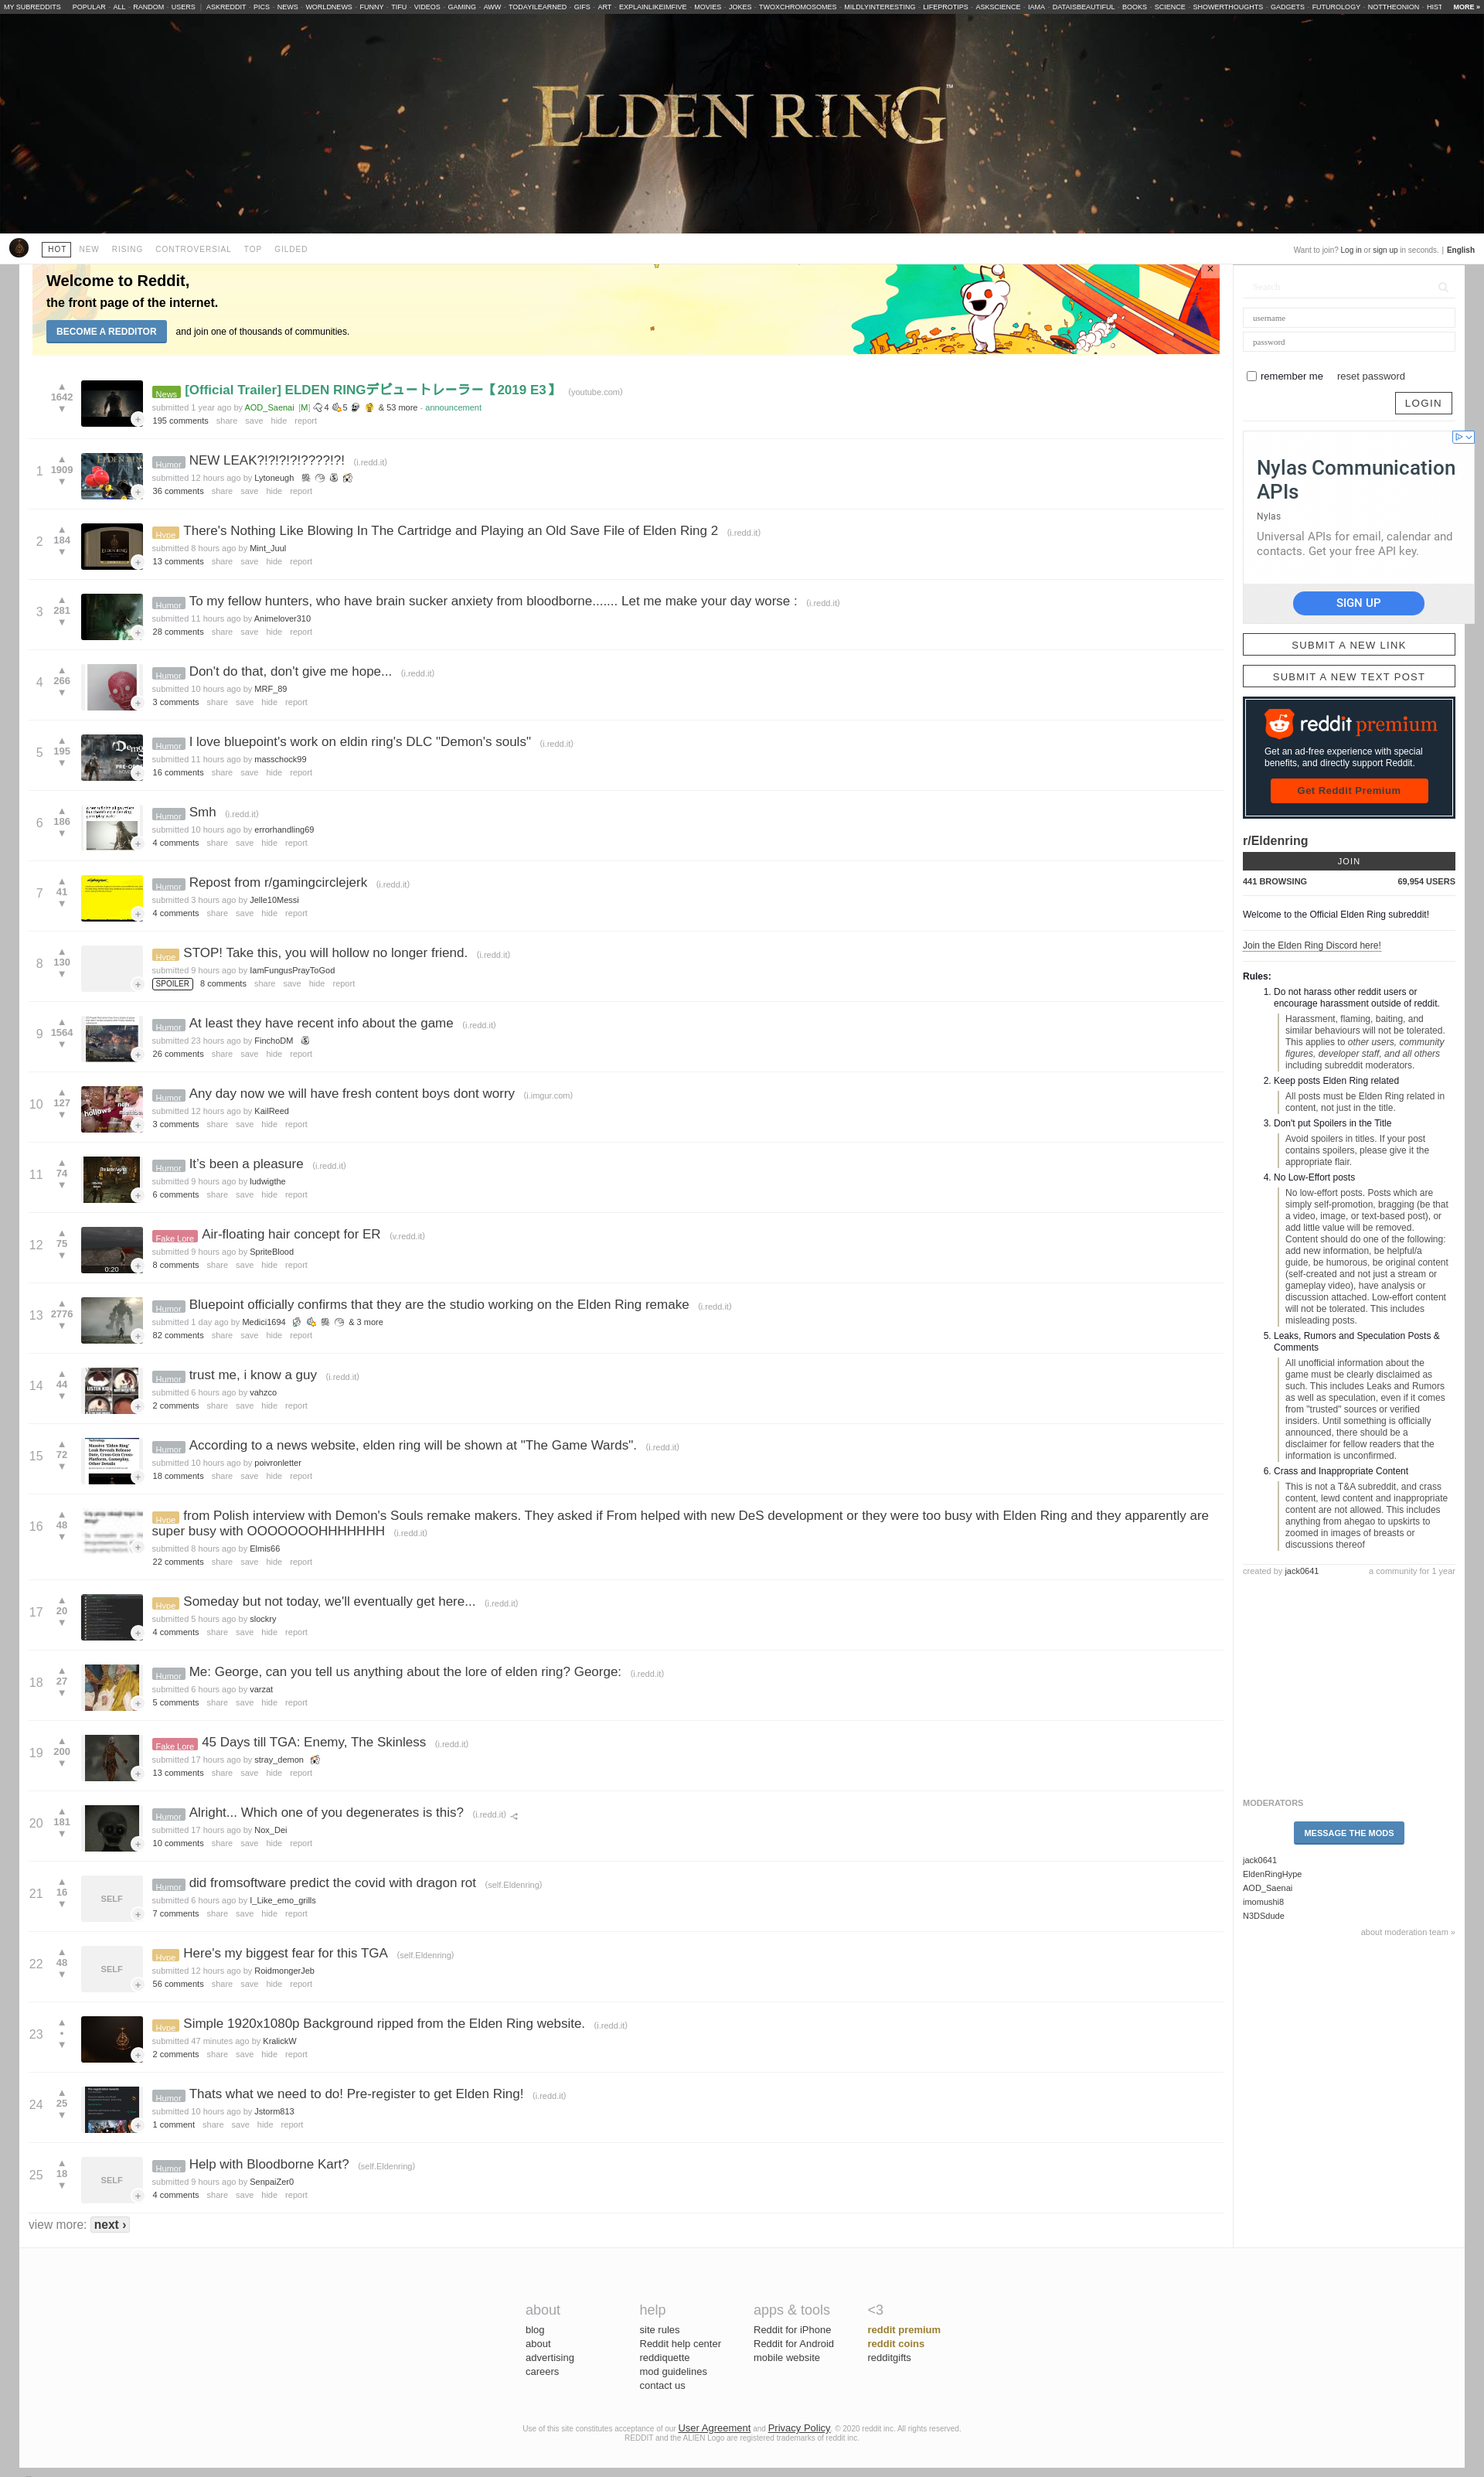 MY SUBREDDITS POPULAR - ALL - RANDOM - USERS | ASKREDDIT - PICS - NEWS - WORLDNEWS - FUNNY - TIFU - VIDEOS - GAMING - AWW - TODAYILEARNED - GIFS - ART - EXPLAINLIKEIMFIVE - MOVIES - JOKES - TWOXCHROMOSOMES - MILDLYINTERESTING - LIFEPROTIPS - ASKSCIENCE - IAMA - DATAISBEAUTIFUL - BOOKS - SCIENCE - SHOWERTHOUGHTS - GADGETS - FUTUROLOGY - NOTTHEONION - HIST MORE »
ELDEN RING™
HOT NEW RISING CONTROVERSIAL TOP GILDED
Want to join? Log in or sign up in seconds. | English
Welcome to Reddit,
the front page of the internet.
BECOME A REDDITOR and join one of thousands of communities.
×
1642
News [Official Trailer] ELDEN RINGデビュートレーラー【2019 E3】 (youtube.com)
submitted 1 year ago by AOD_Saenai [M] 4 5 & 53 more - announcement
195 comments share save hide report
1 1909
Humor NEW LEAK?!?!?!?!????!?! (i.redd.it)
submitted 12 hours ago by Lytoneugh
36 comments share save hide report
2 184
Hype There's Nothing Like Blowing In The Cartridge and Playing an Old Save File of Elden Ring 2 (i.redd.it)
submitted 8 hours ago by Mint_Juul
13 comments share save hide report
3 281
Humor To my fellow hunters, who have brain sucker anxiety from bloodborne....... Let me make your day worse : (i.redd.it)
submitted 11 hours ago by Animelover310
28 comments share save hide report
4 266
Humor Don't do that, don't give me hope... (i.redd.it)
submitted 10 hours ago by MRF_89
3 comments share save hide report
5 195
Humor I love bluepoint's work on eldin ring's DLC "Demon's souls" (i.redd.it)
submitted 11 hours ago by masschock99
16 comments share save hide report
6 186
Humor Smh (i.redd.it)
submitted 10 hours ago by errorhandling69
4 comments share save hide report
7 41
Humor Repost from r/gamingcirclejerk (i.redd.it)
submitted 3 hours ago by Jelle10Messi
4 comments share save hide report
8 130
Hype STOP! Take this, you will hollow no longer friend. (i.redd.it)
submitted 9 hours ago by IamFungusPrayToGod
SPOILER 8 comments share save hide report
9 1564
Humor At least they have recent info about the game (i.redd.it)
submitted 23 hours ago by FinchoDM
26 comments share save hide report
10 127
Humor Any day now we will have fresh content boys dont worry (i.imgur.com)
submitted 12 hours ago by KailReed
3 comments share save hide report
11 74
Humor It's been a pleasure (i.redd.it)
submitted 9 hours ago by ludwigthe
6 comments share save hide report
12 75
0:20
Fake Lore Air-floating hair concept for ER (v.redd.it)
submitted 9 hours ago by SpriteBlood
8 comments share save hide report
13 2776
Humor Bluepoint officially confirms that they are the studio working on the Elden Ring remake (i.redd.it)
submitted 1 day ago by Medici1694 & 3 more
82 comments share save hide report
14 44
Humor trust me, i know a guy (i.redd.it)
submitted 6 hours ago by vahzco
2 comments share save hide report
15 72
Humor According to a news website, elden ring will be shown at "The Game Wards". (i.redd.it)
submitted 10 hours ago by poivronletter
18 comments share save hide report
16 48
Hype from Polish interview with Demon's Souls remake makers. They asked if From helped with new DeS development or they were too busy with Elden Ring and they apparently are
super busy with OOOOOOOHHHHHHH (i.redd.it)
submitted 8 hours ago by Elmis66
22 comments share save hide report
17 20
Hype Someday but not today, we'll eventually get here... (i.redd.it)
submitted 5 hours ago by slockry
4 comments share save hide report
18 27
Humor Me: George, can you tell us anything about the lore of elden ring? George: (i.redd.it)
submitted 6 hours ago by varzat
5 comments share save hide report
19 200
Fake Lore 45 Days till TGA: Enemy, The Skinless (i.redd.it)
submitted 17 hours ago by stray_demon
13 comments share save hide report
20 181
Humor Alright... Which one of you degenerates is this? (i.redd.it)
submitted 17 hours ago by Nox_Dei
10 comments share save hide report
21 16
SELF
Humor did fromsoftware predict the covid with dragon rot (self.Eldenring)
submitted 6 hours ago by I_Like_emo_grills
7 comments share save hide report
22 48
SELF
Hype Here's my biggest fear for this TGA (self.Eldenring)
submitted 12 hours ago by RoidmongerJeb
56 comments share save hide report
23 •
Hype Simple 1920x1080p Background ripped from the Elden Ring website. (i.redd.it)
submitted 47 minutes ago by KralickW
2 comments share save hide report
24 25
Humor Thats what we need to do! Pre-register to get Elden Ring! (i.redd.it)
submitted 10 hours ago by Jstorm813
1 comment share save hide report
25 18
SELF
Humor Help with Bloodborne Kart? (self.Eldenring)
submitted 9 hours ago by SenpaiZer0
4 comments share save hide report
view more: next ›
Search
username
password
remember me reset password
LOGIN
Nylas Communication
APIs
Nylas
Universal APIs for email, calendar and
contacts. Get your free API key.
SIGN UP
SUBMIT A NEW LINK
SUBMIT A NEW TEXT POST
reddit premium
Get an ad-free experience with special
benefits, and directly support Reddit.
Get Reddit Premium
r/Eldenring
JOIN
441 BROWSING 69,954 USERS
Welcome to the Official Elden Ring subreddit!
Join the Elden Ring Discord here!
Rules:
1. Do not harass other reddit users or
encourage harassment outside of reddit.
Harassment, flaming, baiting, and
similar behaviours will not be tolerated.
This applies to other users, community
figures, developer staff, and all others
including subreddit moderators.
2. Keep posts Elden Ring related
All posts must be Elden Ring related in
content, not just in the title.
3. Don't put Spoilers in the Title
Avoid spoilers in titles. If your post
contains spoilers, please give it the
appropriate flair.
4. No Low-Effort posts
No low-effort posts. Posts which are
simply self-promotion, bragging (be that
a video, image, or text-based post), or
add little value will be removed.
Content should do one of the following:
add new information, be helpful/a
guide, be humorous, be original content
(self-created and not just a stream or
gameplay video), have analysis or
discussion attached. Low-effort content
will not be tolerated. This includes
misleading posts.
5. Leaks, Rumors and Speculation Posts &
Comments
All unofficial information about the
game must be clearly disclaimed as
such. This includes Leaks and Rumors
as well as speculation, even if it comes
from "trusted" sources or verified
insiders. Until something is officially
announced, there should be a
disclaimer for fellow readers that the
information is unconfirmed.
6. Crass and Inappropriate Content
This is not a T&A subreddit, and crass
content, lewd content and inappropriate
content are not allowed. This includes
anything from ahegao to upskirts to
zoomed in images of breasts or
discussions thereof
created by jack0641 a community for 1 year
MODERATORS
MESSAGE THE MODS
jack0641
EldenRingHype
AOD_Saenai
imomushi8
N3DSdude
about moderation team »
about
blog
about
advertising
careers
help
site rules
Reddit help center
reddiquette
mod guidelines
contact us
apps & tools
Reddit for iPhone
Reddit for Android
mobile website
<3
reddit premium
reddit coins
redditgifts
Use of this site constitutes acceptance of our User Agreement and Privacy Policy. © 2020 reddit inc. All rights reserved.
REDDIT and the ALIEN Logo are registered trademarks of reddit inc.